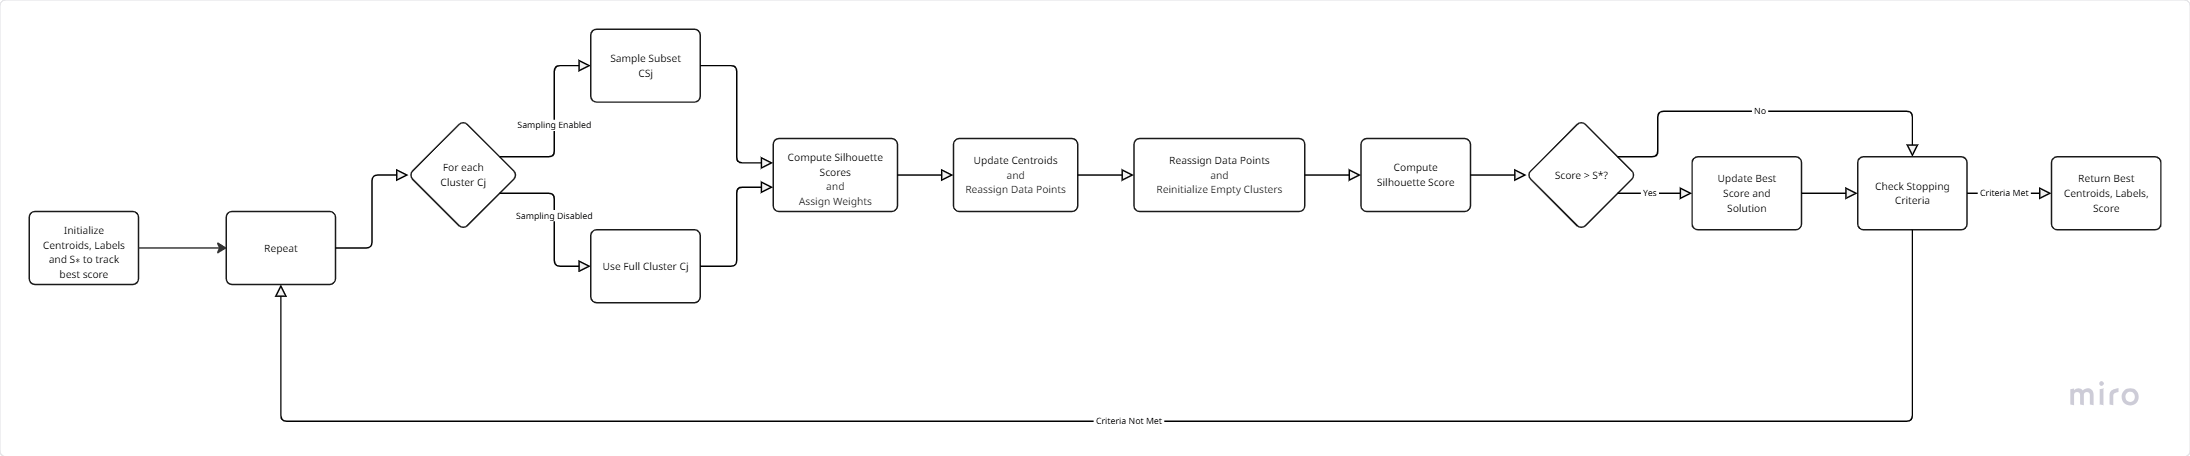 Initialize
Centroids, Labels
and S* to track
best score
Repeat
For each
Cluster Cj
Sampling Enabled
Sample Subset
CSj
Sampling Disabled
Use Full Cluster Cj
Compute Silhouette
Scores
and
Assign Weights
Update Centroids
and
Reassign Data Points
Reassign Data Points
and
Reinitialize Empty Clusters
Compute
Silhouette Score
Score > S*?
No
Yes
Update Best
Score and
Solution
Check Stopping
Criteria
Criteria Met
Return Best
Centroids, Labels,
Score
Criteria Not Met
miro